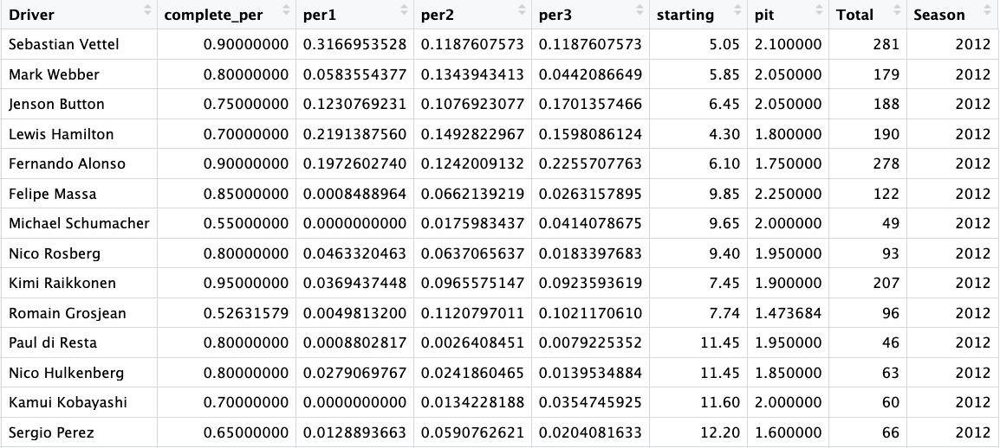 Driver complete_per per1 per2 per3 starting pit Total Season
Sebastian Vettel 0.90000000 0.3166953528 0.1187607573 0.1187607573 5.05 2.100000 281 2012
Mark Webber 0.80000000 0.0583554377 0.1343943413 0.0442086649 5.85 2.050000 179 2012
Jenson Button 0.75000000 0.1230769231 0.1076923077 0.1701357466 6.45 2.050000 188 2012
Lewis Hamilton 0.70000000 0.2191387560 0.1492822967 0.1598086124 4.30 1.800000 190 2012
Fernando Alonso 0.90000000 0.1972602740 0.1242009132 0.2255707763 6.10 1.750000 278 2012
Felipe Massa 0.85000000 0.0008488964 0.0662139219 0.0263157895 9.85 2.250000 122 2012
Michael Schumacher 0.55000000 0.0000000000 0.0175983437 0.0414078675 9.65 2.000000 49 2012
Nico Rosberg 0.80000000 0.0463320463 0.0637065637 0.0183397683 9.40 1.950000 93 2012
Kimi Raikkonen 0.95000000 0.0369437448 0.0965575147 0.0923593619 7.45 1.900000 207 2012
Romain Grosjean 0.52631579 0.0049813200 0.1120797011 0.1021170610 7.74 1.473684 96 2012
Paul di Resta 0.80000000 0.0008802817 0.0026408451 0.0079225352 11.45 1.950000 46 2012
Nico Hulkenberg 0.80000000 0.0279069767 0.0241860465 0.0139534884 11.45 1.850000 63 2012
Kamui Kobayashi 0.70000000 0.0000000000 0.0134228188 0.0354745925 11.60 2.000000 60 2012
Sergio Perez 0.65000000 0.0128893663 0.0590762621 0.0204081633 12.20 1.600000 66 2012